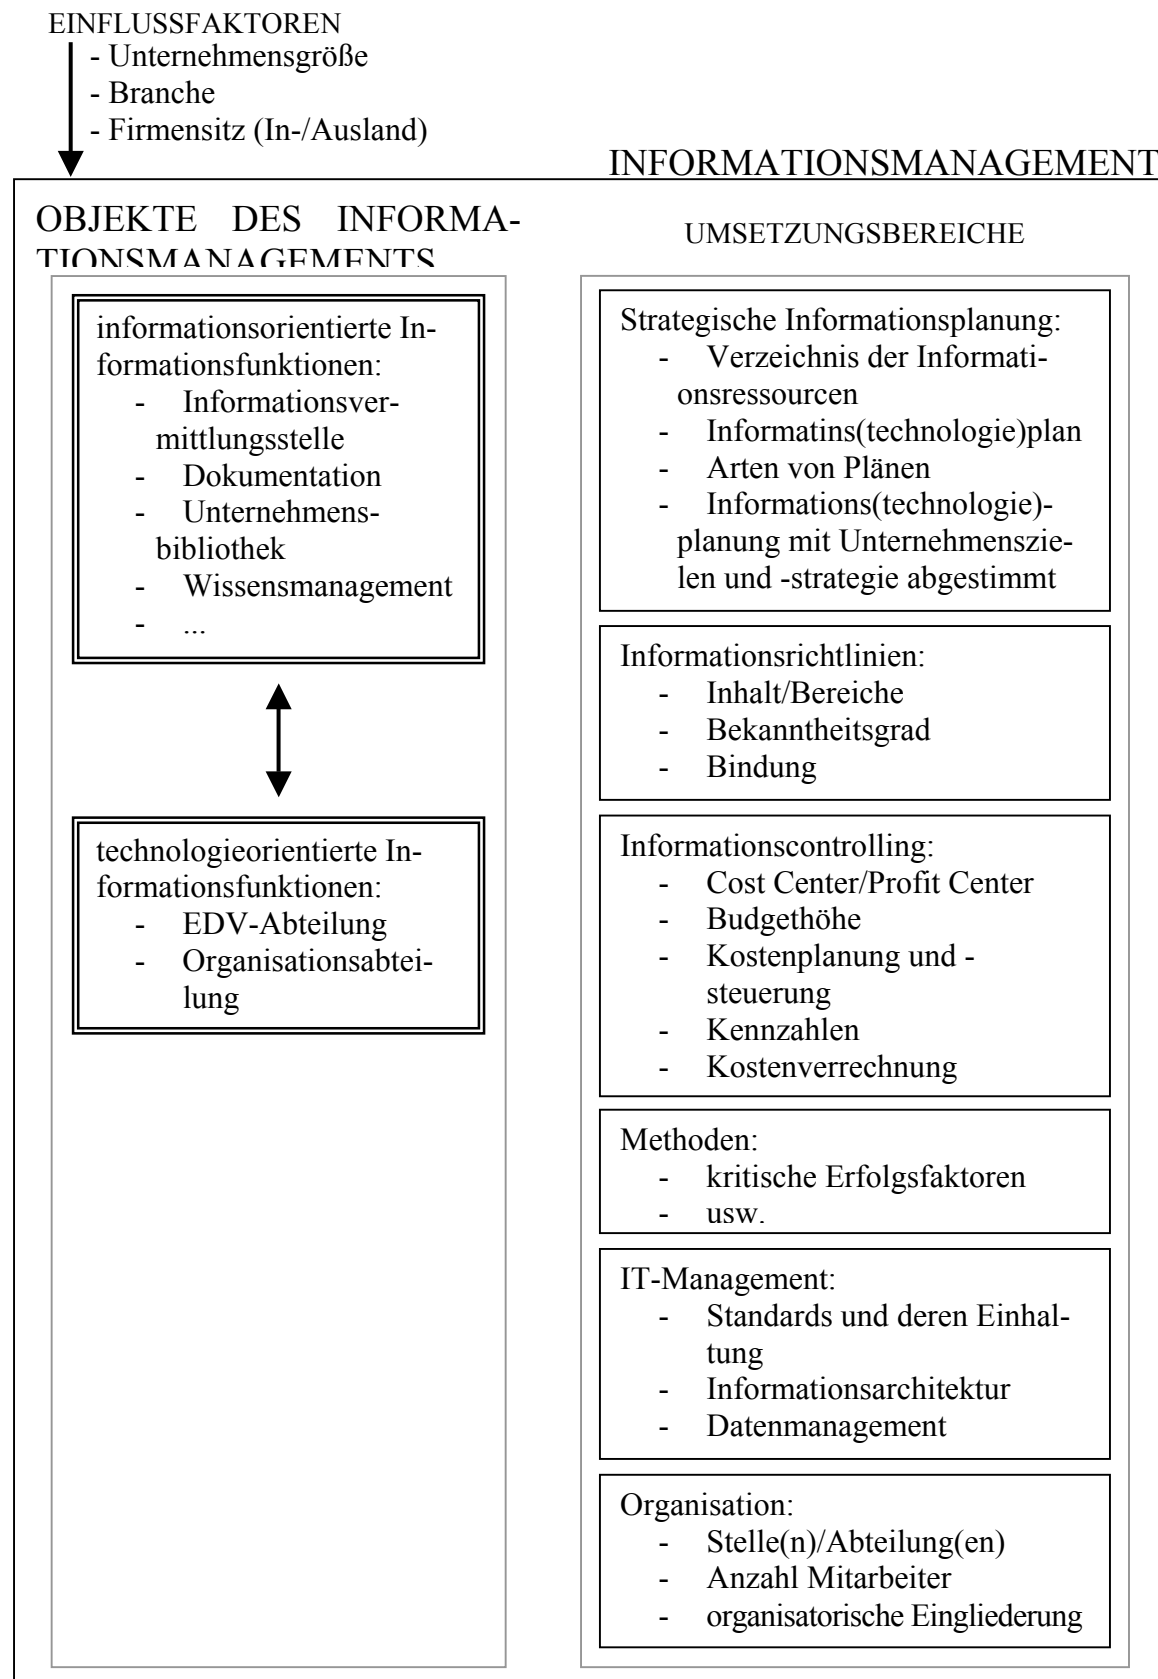 EINFLUSSFAKTOREN
- Unternehmensgröße
- Branche
- Firmensitz (In-/Ausland)
INFORMATIONSMANAGEMENT
OBJEKTE DES INFORMA-
TIONSMANAGEMENTS
informationsorientierte In-
formationsfunktionen:
- Informationsver-
mittlungsstelle
- Dokumentation
- Unternehmens-
bibliothek
- Wissensmanagement
- ...
technologieorientierte In-
formationsfunktionen:
- EDV-Abteilung
- Organisationsabtei-
lung
UMSETZUNGSBEREICHE
Strategische Informationsplanung:
- Verzeichnis der Informati-
onsressourcen
- Informatins(technologie)plan
- Arten von Plänen
- Informations(technologie)-
planung mit Unternehmenszie-
len und -strategie abgestimmt
Informationsrichtlinien:
- Inhalt/Bereiche
- Bekanntheitsgrad
- Bindung
Informationscontrolling:
- Cost Center/Profit Center
- Budgethöhe
- Kostenplanung und -
steuerung
- Kennzahlen
- Kostenverrechnung
Methoden:
- kritische Erfolgsfaktoren
- usw.
IT-Management:
- Standards und deren Einhal-
tung
- Informationsarchitektur
- Datenmanagement
Organisation:
- Stelle(n)/Abteilung(en)
- Anzahl Mitarbeiter
- organisatorische Eingliederung